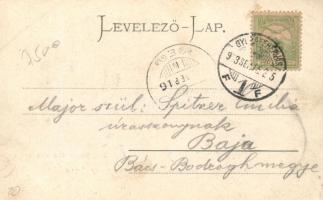 LEVELEZŐ-LAP.
Major szül: Spitzer Emilia
úrasszonynak
Baja
Bács-Bodroghmegye